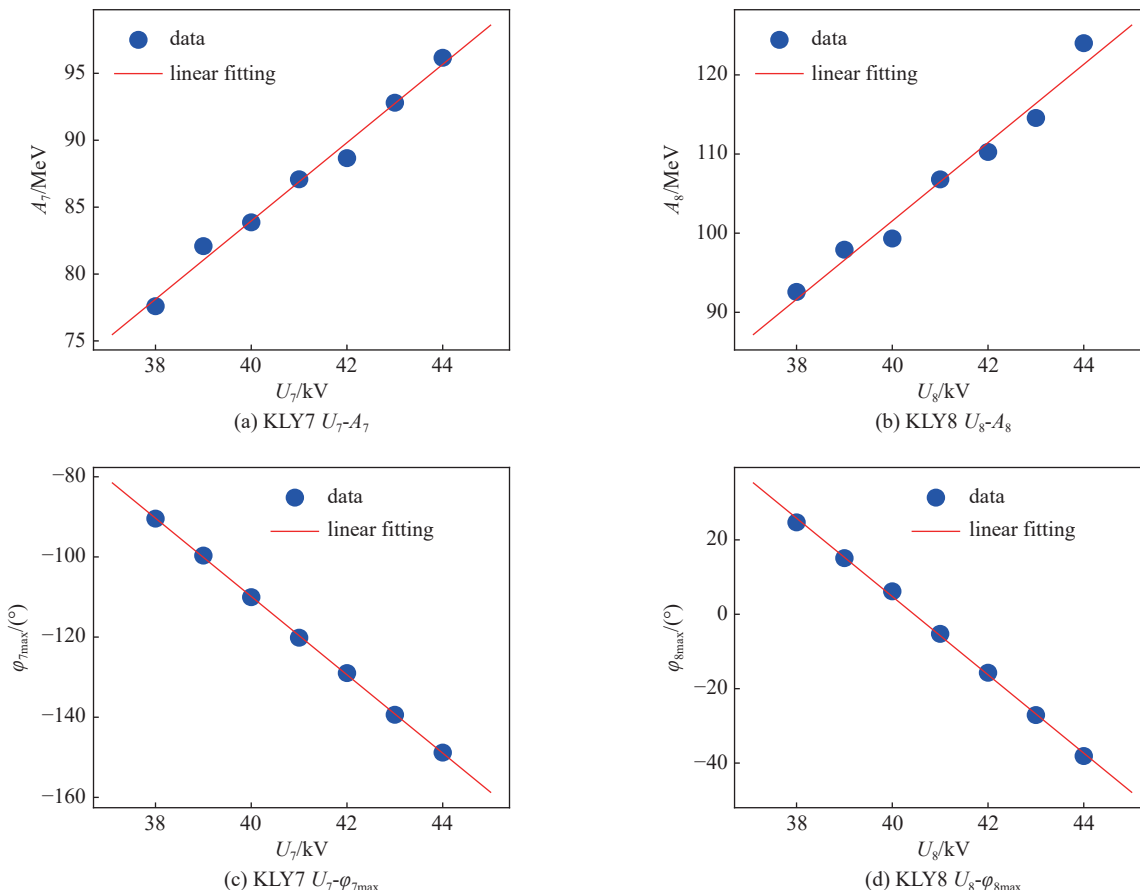 data
linear fitting
95
90
85
80
75
A₇/MeV
38 40 42 44
U₇/kV
(a) KLY7 U₇-A₇
data
linear fitting
120
110
100
90
A₈/MeV
38 40 42 44
U₈/kV
(b) KLY8 U₈-A₈
data
linear fitting
−80
−100
−120
−140
−160
φ₇max/(°)
38 40 42 44
U₇/kV
(c) KLY7 U₇-φ₇max
data
linear fitting
20
0
−20
−40
φ₈max/(°)
38 40 42 44
U₈/kV
(d) KLY8 U₈-φ₈max